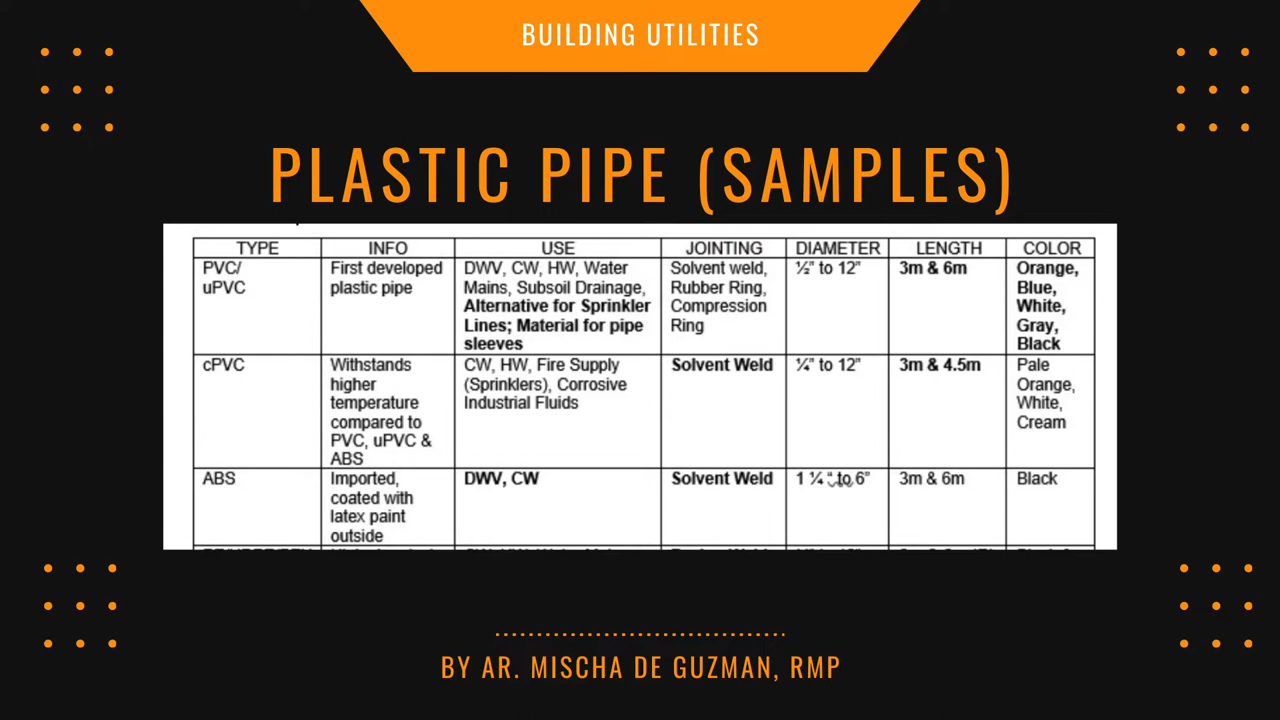 BUILDING UTILITIES
PLASTIC PIPE (SAMPLES)
TYPE INFO USE JOINTING DIAMETER LENGTH COLOR
PVC/
uPVC
First developed
plastic pipe
DWV, CW, HW, Water
Mains, Subsoil Drainage,
Alternative for Sprinkler
Lines; Material for pipe
sleeves
Solvent weld,
Rubber Ring,
Compression
Ring
½" to 12"
3m & 6m
Orange,
Blue,
White,
Gray,
Black
cPVC
Withstands
higher
temperature
compared to
PVC, uPVC &
ABS
CW, HW, Fire Supply
(Sprinklers), Corrosive
Industrial Fluids
Solvent Weld
¼" to 12"
3m & 4.5m
Pale
Orange,
White,
Cream
ABS
Imported,
coated with
latex paint
outside
DWV, CW
Solvent Weld
1 ¼ " to 6"
3m & 6m
Black
BY AR. MISCHA DE GUZMAN, RMP